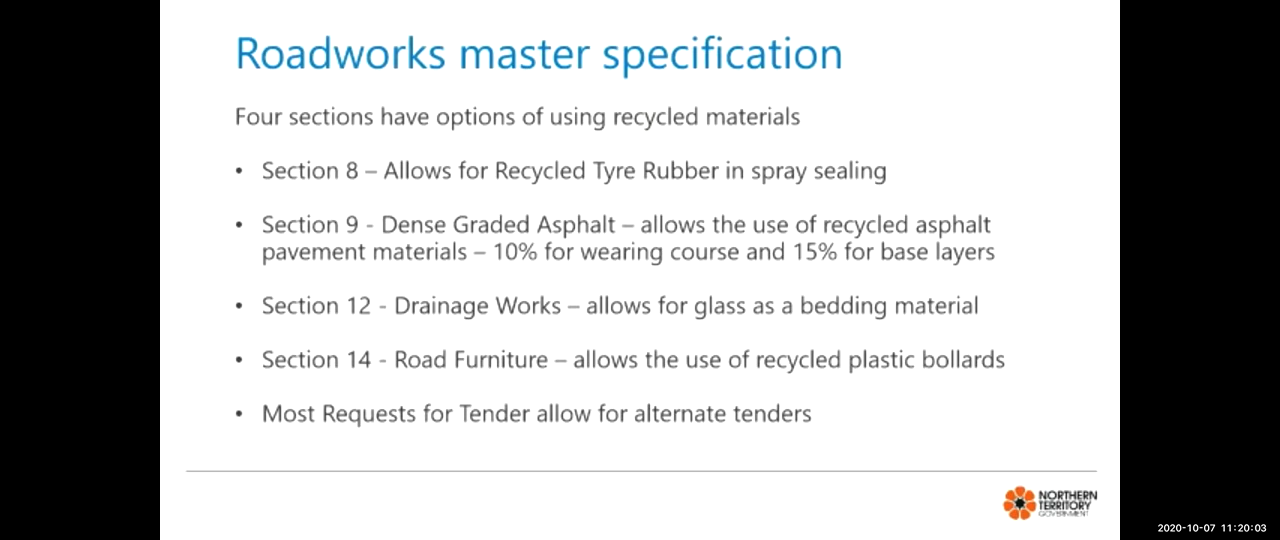 Roadworks master specification
Four sections have options of using recycled materials
• Section 8 – Allows for Recycled Tyre Rubber in spray sealing
• Section 9 - Dense Graded Asphalt – allows the use of recycled asphalt
pavement materials – 10% for wearing course and 15% for base layers
• Section 12 - Drainage Works – allows for glass as a bedding material
• Section 14 - Road Furniture – allows the use of recycled plastic bollards
• Most Requests for Tender allow for alternate tenders
NORTHERN
TERRITORY
GOVERNMENT
2020-10-07 11:20:03